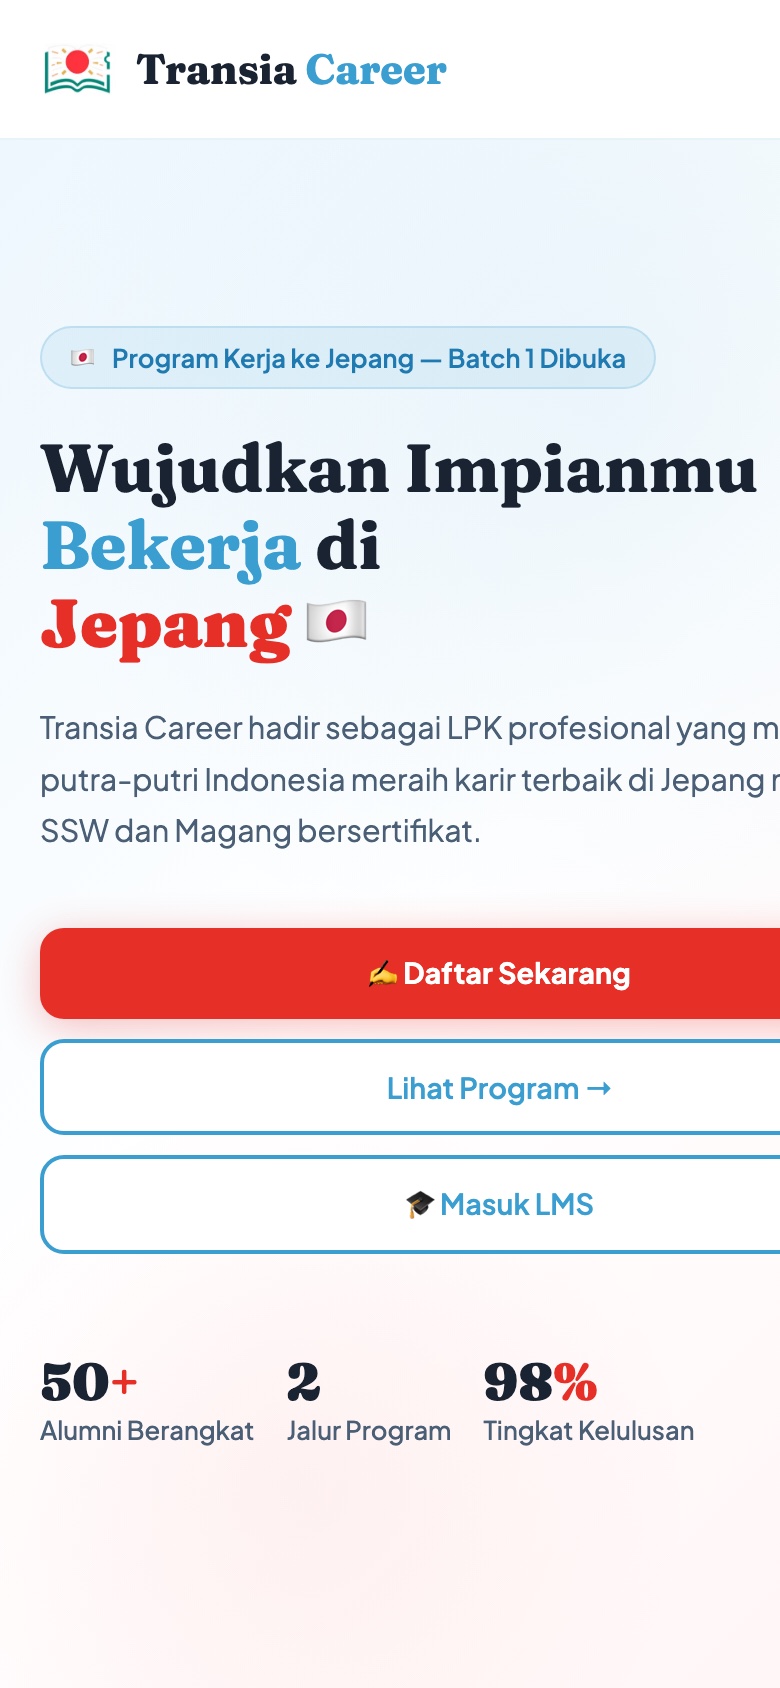 Transia Career
Program Kerja ke Jepang — Batch 1 Dibuka
Wujudkan Impianmu
Bekerja di
Jepang
Transia Career hadir sebagai LPK profesional yang
putra-putri Indonesia meraih karir terbaik di Jepang
SSW dan Magang bersertifikat.
Daftar Sekarang
Lihat Program →
Masuk LMS
50+ 2 98%
Alumni Berangkat Jalur Program Tingkat Kelulusan